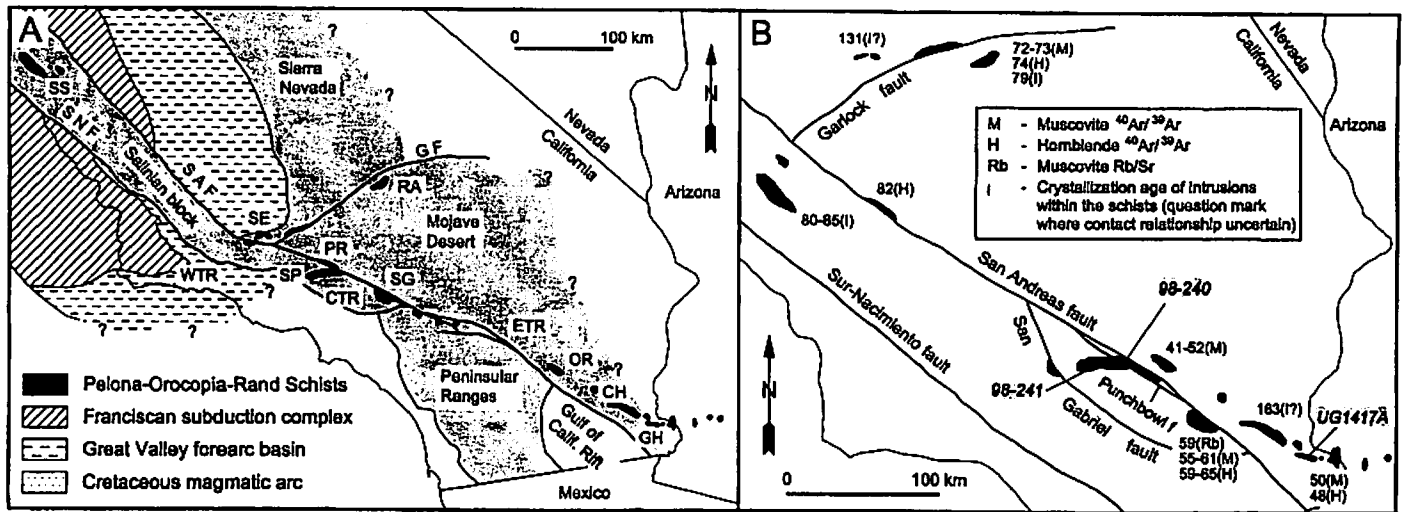 A
0 100 km
Sierra
Nevada
?
?
SS
SNF
SAF
Salinian block
N
Nevada
California
GF
RA
Arizona
SE
Mojave
Desert
?
PR
WTR
SP
SG
?
CTR
?
?
?
ETR
OR
?
Peninsular
Ranges
CH
GH
Gulf of
Calif. Rift
Mexico
Pelona-Orocopia-Rand Schists
Franciscan subduction complex
Great Valley forearc basin
Cretaceous magmatic arc
B
131(I?)
72-73(M)
74(H)
79(I)
Nevada
California
Garlock fault
Arizona
M - Muscovite 40Ar/39Ar
H - Hornblende 40Ar/39Ar
Rb - Muscovite Rb/Sr
I - Crystallization age of intrusions
within the schists (question mark
where contact relationship uncertain)
82(H)
80-85(I)
San Andreas fault
98-240
Sur-Nacimiento fault
San
Gabriel fault
41-52(M)
98-241
Punchbowl f
163(I?)
UG1417A
N
59(Rb)
55-61(M)
59-65(H)
50(M)
48(H)
0 100 km